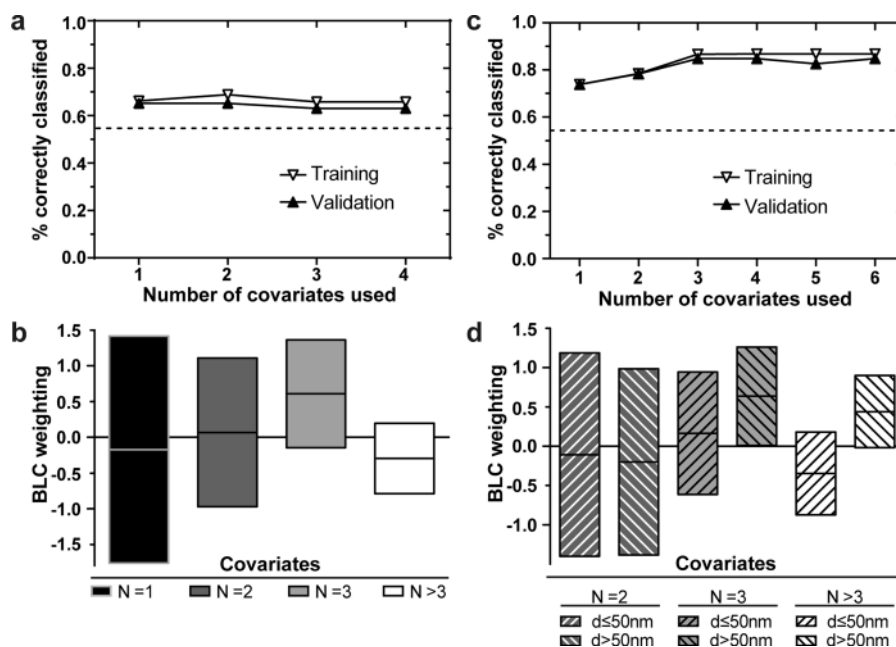 a
% correctly classified
1.0
0.8
0.6
0.4
0.2
0.0
Training
Validation
1 2 3 4
Number of covariates used
c
% correctly classified
1.0
0.8
0.6
0.4
0.2
0.0
Training
Validation
1 2 3 4 5 6
Number of covariates used
b
BLC weighting
1.5
1.0
0.5
0.0
-0.5
-1.0
-1.5
Covariates
N =1 N =2 N =3 N >3
d
BLC weighting
1.5
1.0
0.5
0.0
-0.5
-1.0
Covariates
N =2 N =3 N >3
d≤50nm d≤50nm d≤50nm
d>50nm d>50nm d>50nm